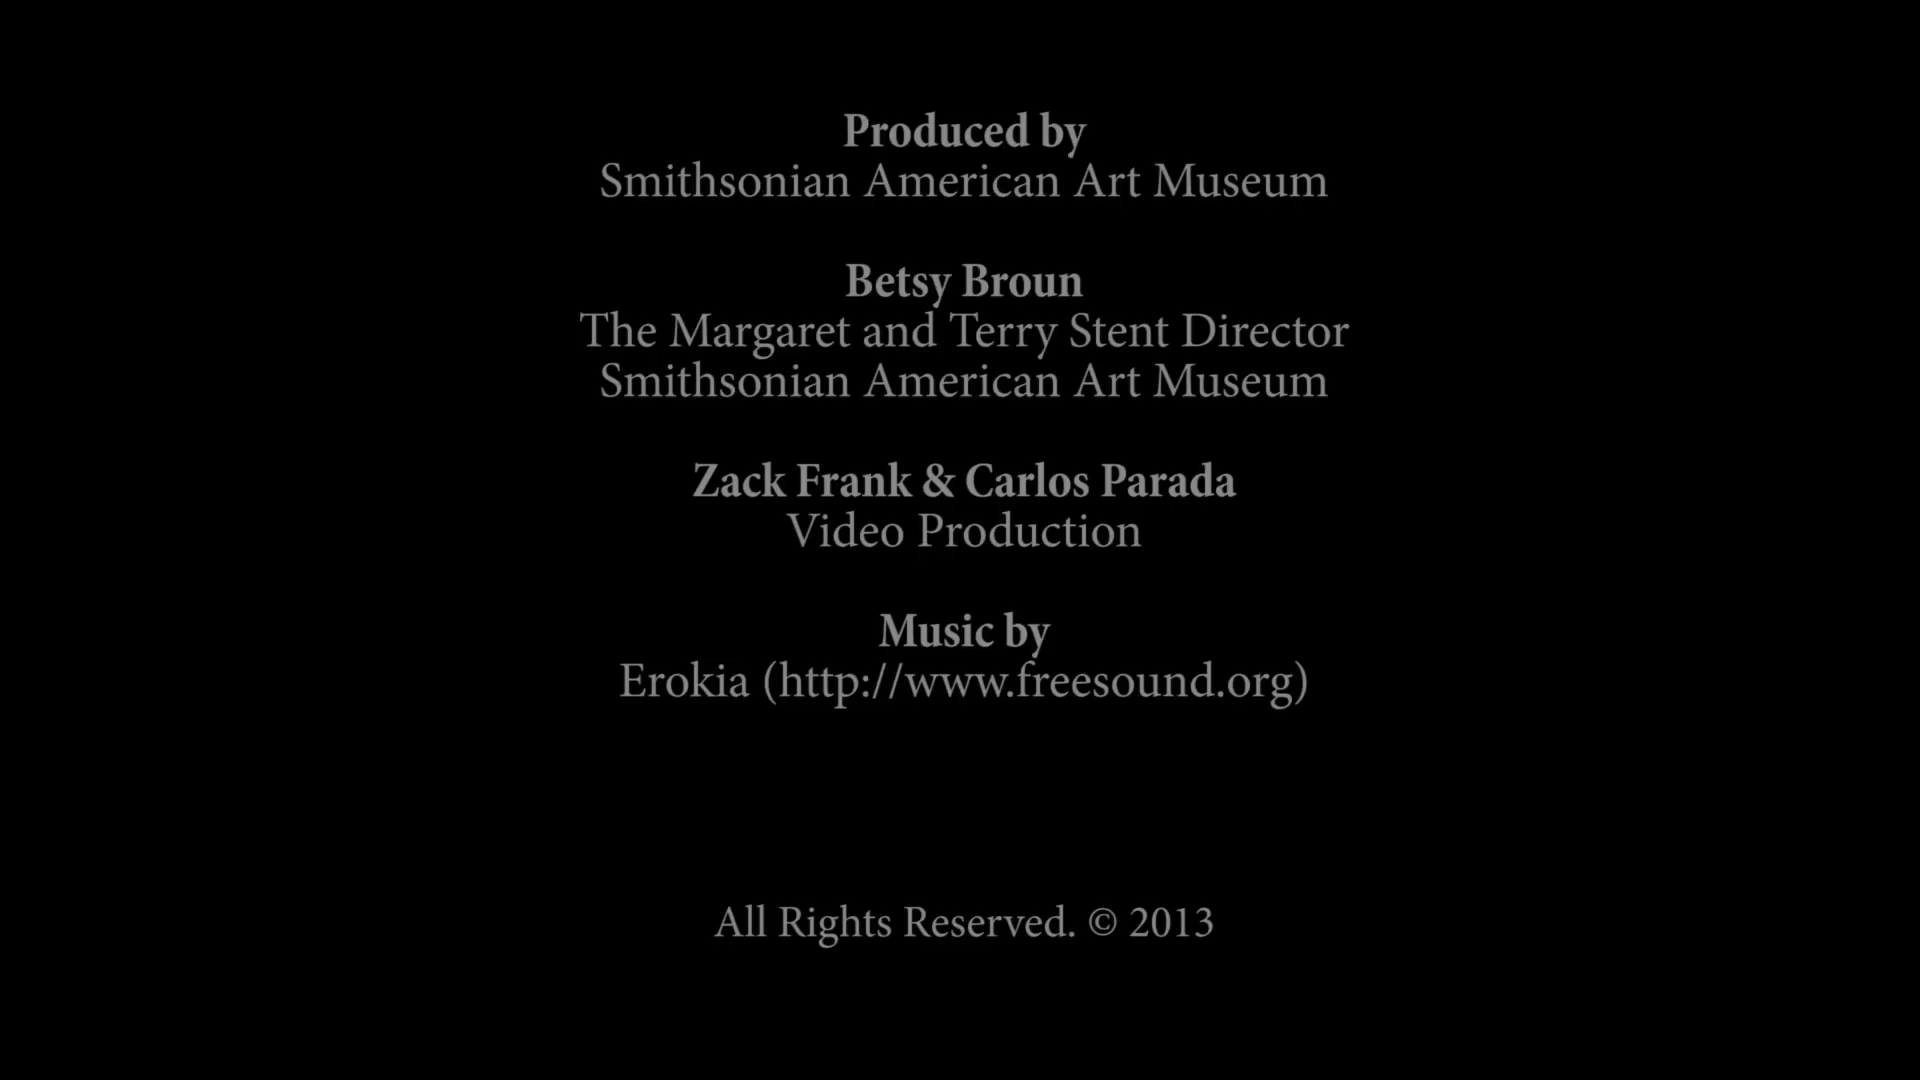 Produced by
Smithsonian American Art Museum
Betsy Broun
The Margaret and Terry Stent Director
Smithsonian American Art Museum
Zack Frank & Carlos Parada
Video Production
Music by
Erokia (http://www.freesound.org)
All Rights Reserved. © 2013